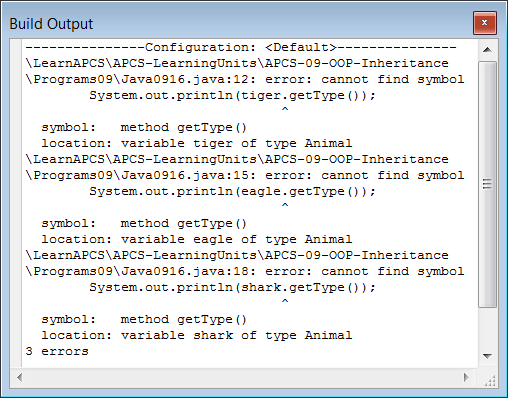 Build Output
x
---------------Configuration: <Default>---------------
\LearnAPCS\APCS-LearningUnits\APCS-09-OOP-Inheritance
\Programs09\Java0916.java:12: error: cannot find symbol
        System.out.println(tiger.getType());
                                ^
  symbol:   method getType()
  location: variable tiger of type Animal
\LearnAPCS\APCS-LearningUnits\APCS-09-OOP-Inheritance
\Programs09\Java0916.java:15: error: cannot find symbol
        System.out.println(eagle.getType());
                                ^
  symbol:   method getType()
  location: variable eagle of type Animal
\LearnAPCS\APCS-LearningUnits\APCS-09-OOP-Inheritance
\Programs09\Java0916.java:18: error: cannot find symbol
        System.out.println(shark.getType());
                                ^
  symbol:   method getType()
  location: variable shark of type Animal
3 errors